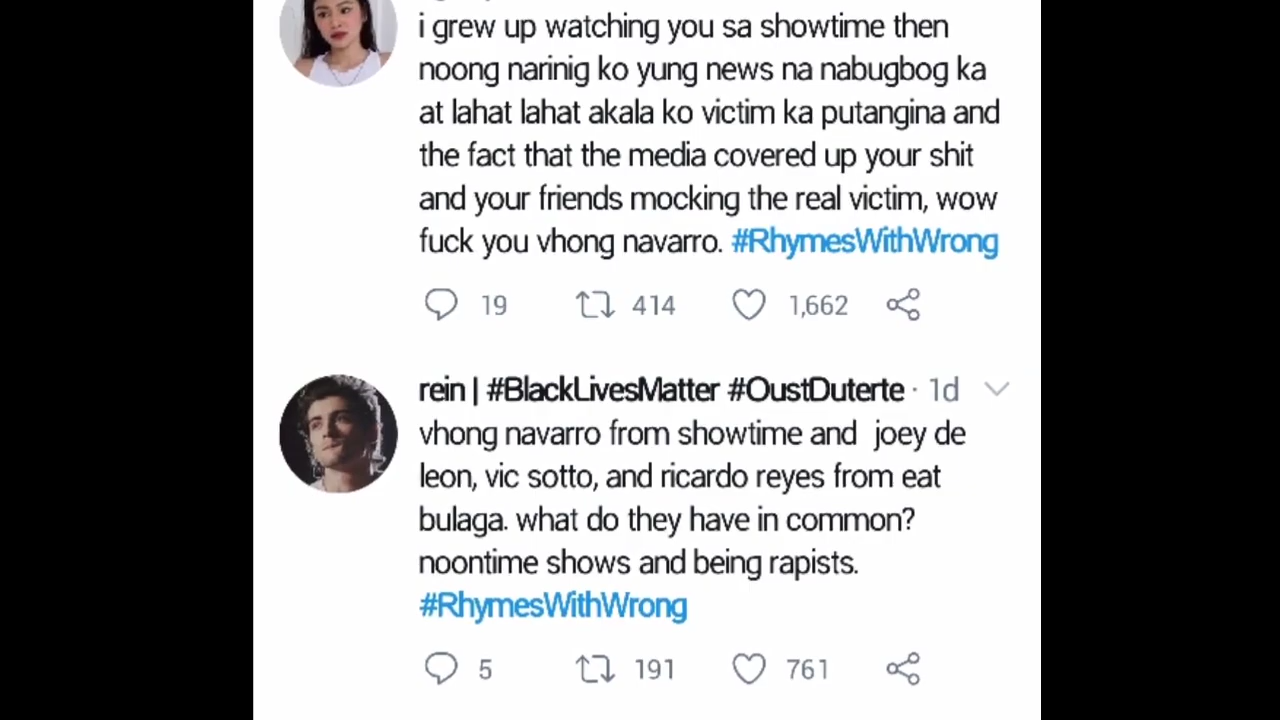 i grew up watching you sa showtime then
noong narinig ko yung news na nabugbog ka
at lahat lahat akala ko victim ka putangina and
the fact that the media covered up your shit
and your friends mocking the real victim, wow
fuck you vhong navarro. #RhymesWithWrong
19 414 1,662
rein | #BlackLivesMatter #OustDuterte · 1d
vhong navarro from showtime and joey de
leon, vic sotto, and ricardo reyes from eat
bulaga. what do they have in common?
noontime shows and being rapists.
#RhymesWithWrong
5 191 761